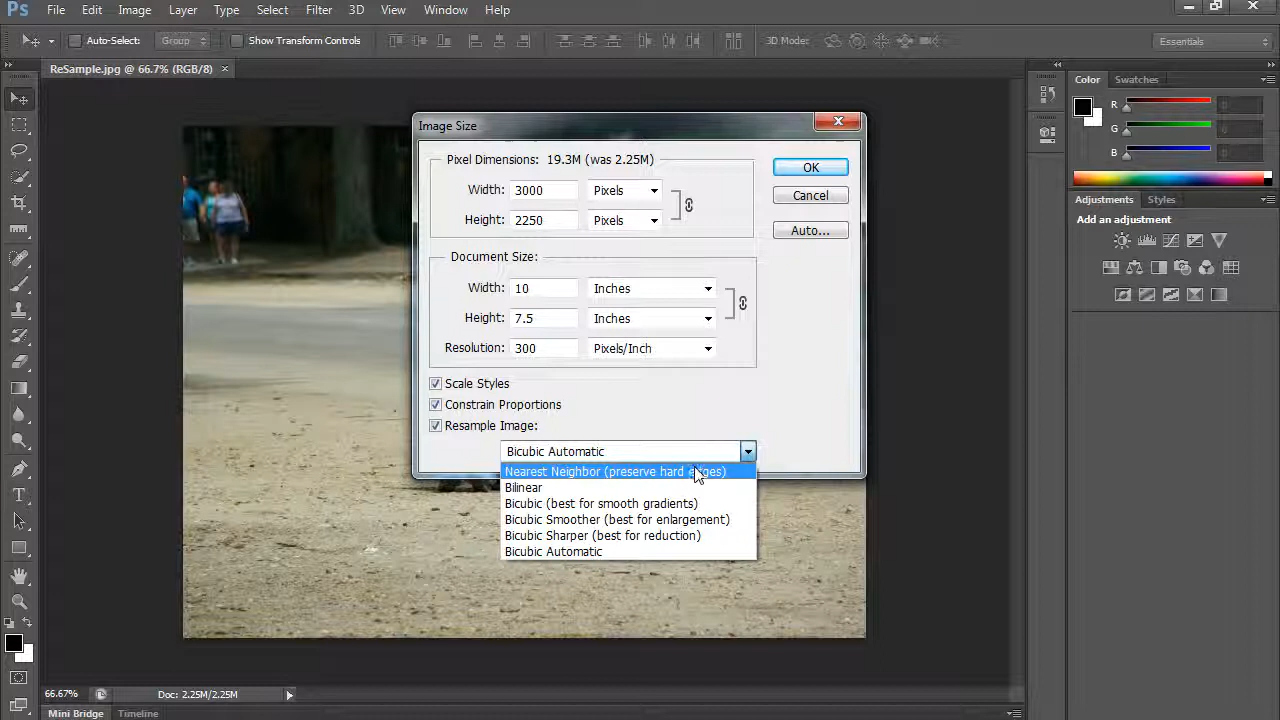 Ps File Edit Image Layer Type Select Filter 3D View Window Help
Auto-Select: Group Show Transform Controls 3D Mode: Essentials
ReSample.jpg @ 66.7% (RGB/8) ×
Color Swatches
R 0
G 0
B 0
Adjustments Styles
Add an adjustment
Image Size
Pixel Dimensions: 19.3M (was 2.25M)
Width: 3000 Pixels
Height: 2250 Pixels
OK
Cancel
Auto...
Document Size:
Width: 10 Inches
Height: 7.5 Inches
Resolution: 300 Pixels/Inch
Scale Styles
Constrain Proportions
Resample Image:
Bicubic Automatic
Nearest Neighbor (preserve hard edges)
Bilinear
Bicubic (best for smooth gradients)
Bicubic Smoother (best for enlargement)
Bicubic Sharper (best for reduction)
Bicubic Automatic
66.67% Doc: 2.25M/2.25M
Mini Bridge Timeline